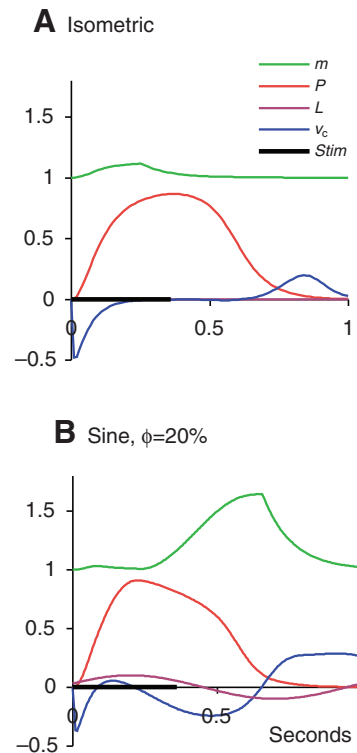 A Isometric
m
P
L
vc
Stim
1.5
1
0.5
0
–0.5
0
0.5
1
B Sine, ϕ=20%
Seconds
1.5
1
0.5
0
–0.5
0
0.5